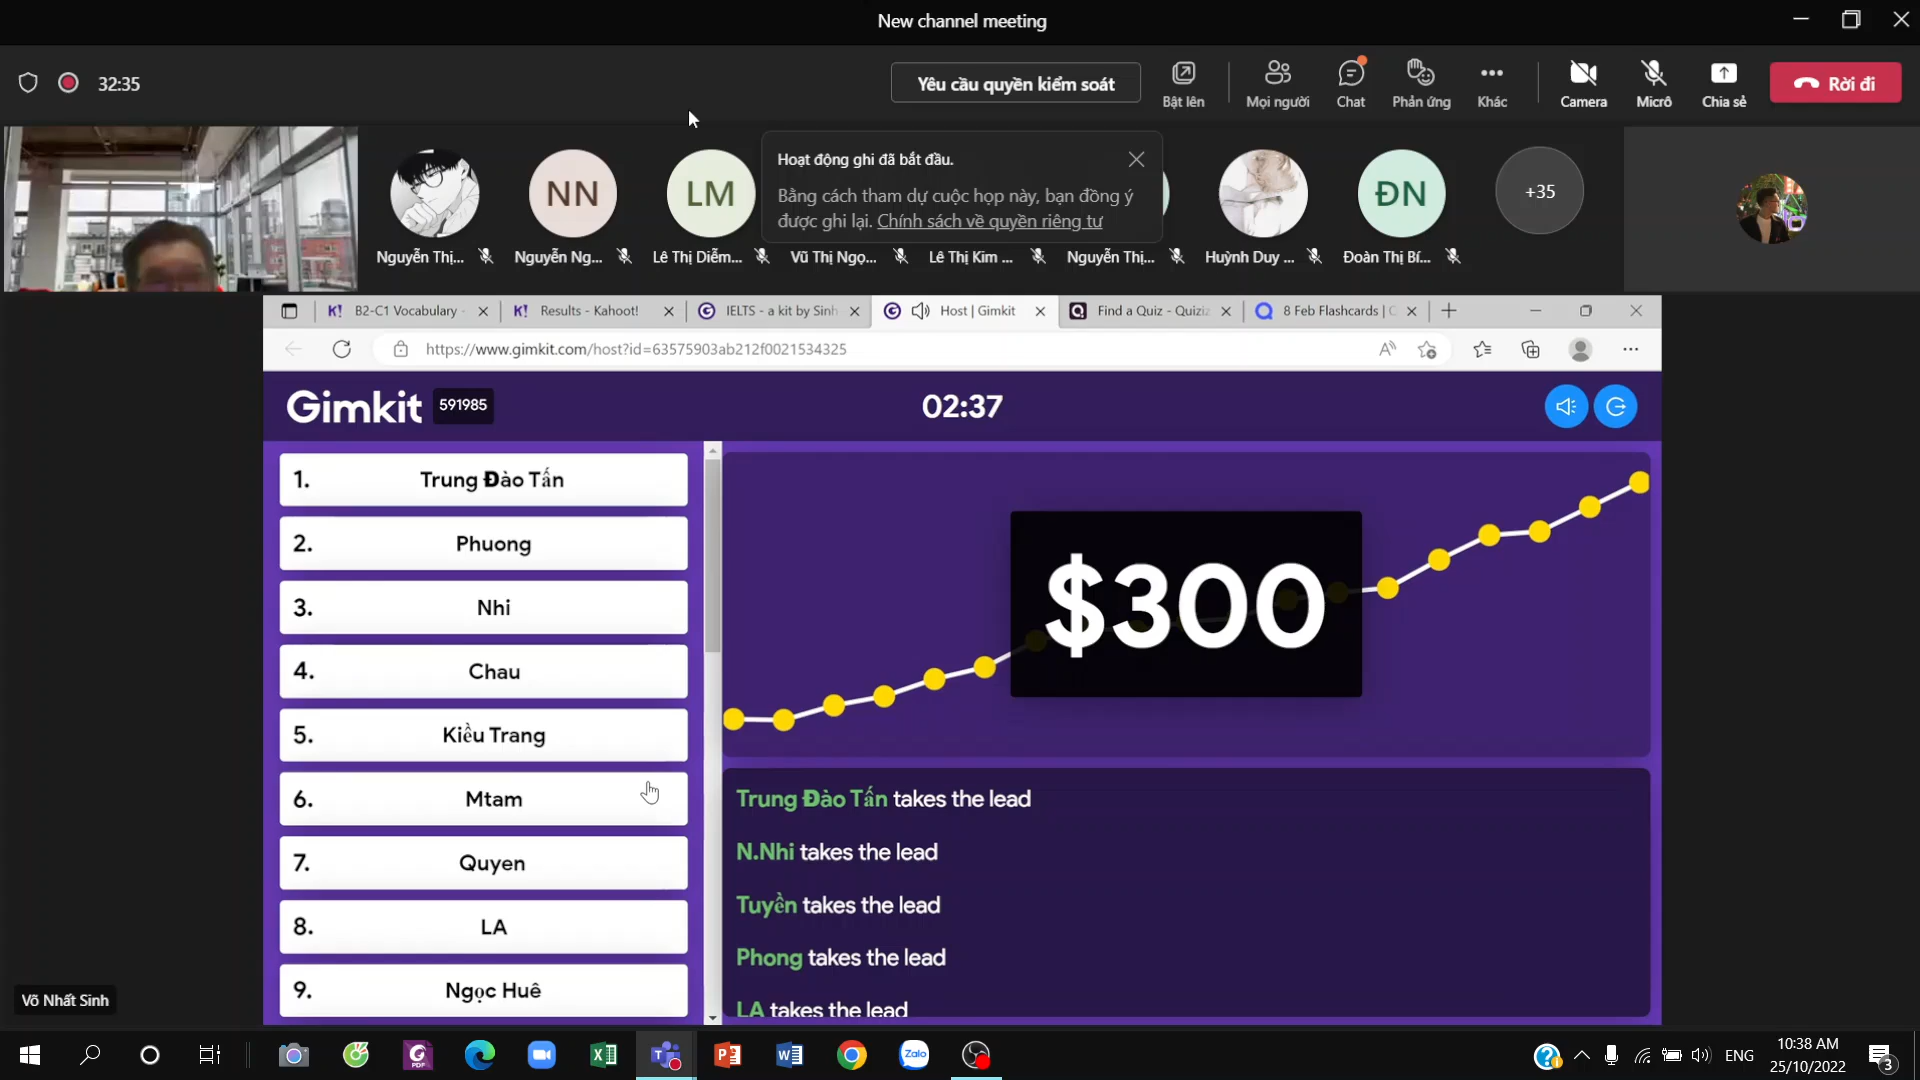 New channel meeting
32:35
Yêu cầu quyền kiểm soát
Bật lên
Mọi người
Chat
Phản ứng
Khác
Camera
Micrô
Chia sẻ
Rời đi
Hoạt động ghi đã bắt đầu.
Bằng cách tham dự cuộc họp này, bạn đồng ý
được ghi lại. Chính sách về quyền riêng tư
NN
LM
ĐN
+35
Nguyễn Thị...
Nguyễn Ng...
Lê Thị Diễm...
Vũ Thị Ngọ...
Lê Thị Kim ...
Nguyễn Thị...
Huỳnh Duy ...
Đoàn Thị Bí...
K! B2-C1 Vocabulary -
K! Results - Kahoot!
IELTS - a kit by Sinh
Host | Gimkit
Find a Quiz - Quiziz
8 Feb Flashcards |
https://www.gimkit.com/host?id=63575903ab212f0021534325
Gimkit
591985
02:37
1. Trung Đào Tấn
2. Phuong
3. Nhi
4. Chau
5. Kiều Trang
6. Mtam
7. Quyen
8. LA
9. Ngọc Huê
$300
Trung Đào Tấn takes the lead
N.Nhi takes the lead
Tuyền takes the lead
Phong takes the lead
LA takes the lead
Võ Nhất Sinh
PDF
Zalo
ENG
10:38 AM
25/10/2022
3